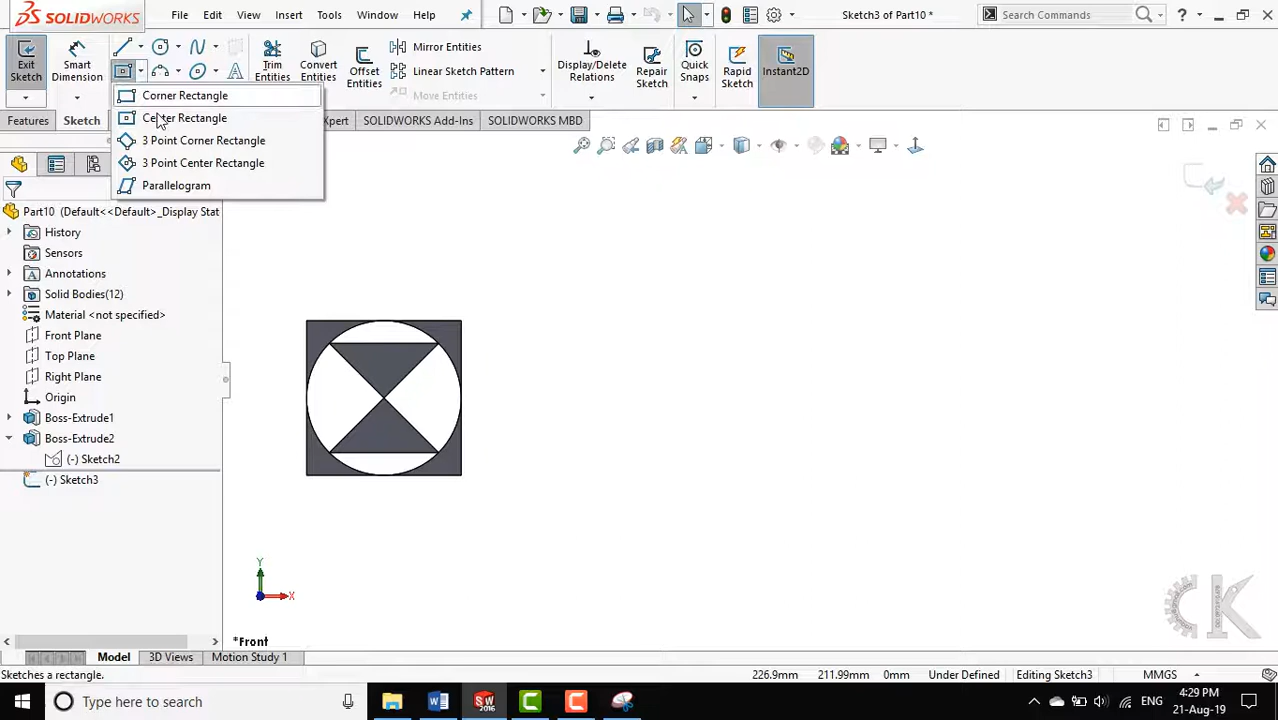 SOLIDWORKS
File
Edit
View
Insert
Tools
Window
Help
Sketch3 of Part10 *
Search Commands
Exit Sketch
Smart Dimension
Trim Entities
Convert Entities
Offset Entities
Mirror Entities
Linear Sketch Pattern
Move Entities
Display/Delete Relations
Repair Sketch
Quick Snaps
Rapid Sketch
Instant2D
Corner Rectangle
Center Rectangle
3 Point Corner Rectangle
3 Point Center Rectangle
Parallelogram
Features
Sketch
Xpert
SOLIDWORKS Add-Ins
SOLIDWORKS MBD
Part10 (Default<<Default>_Display Stat
History
Sensors
Annotations
Solid Bodies(12)
Material <not specified>
Front Plane
Top Plane
Right Plane
Origin
Boss-Extrude1
Boss-Extrude2
(-) Sketch2
(-) Sketch3
Y
X
*Front
CK
Model
3D Views
Motion Study 1
Sketches a rectangle.
226.9mm
211.99mm
0mm
Under Defined
Editing Sketch3
MMGS
Type here to search
SW
2016
ENG
4:29 PM
21-Aug-19